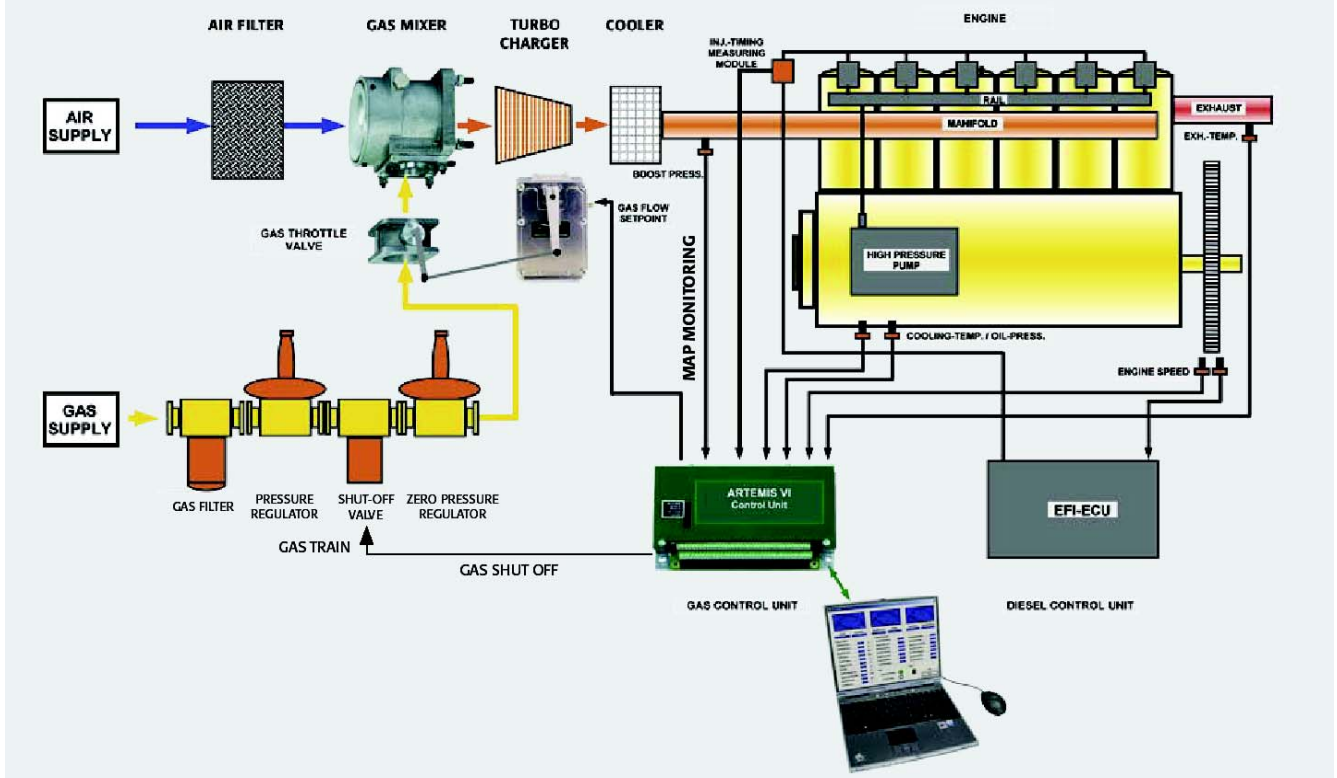 AIR FILTER
GAS MIXER
TURBO
CHARGER
COOLER
ENGINE
INJ.-TIMING
MEASURING
MODULE
AIR
SUPPLY
RAIL
MANIFOLD
EXHAUST
EXH.-TEMP.
BOOST PRESS.
GAS FLOW
SETPOINT
GAS THROTTLE
VALVE
HIGH PRESSURE
PUMP
MAP MONITORING
COOLING-TEMP. / OIL-PRESS.
ENGINE SPEED
GAS
SUPPLY
GAS FILTER
PRESSURE
REGULATOR
SHUT-OFF
VALVE
ZERO PRESSURE
REGULATOR
GAS TRAIN
GAS SHUT OFF
ARTEMIS VI
Control Unit
EFI-ECU
GAS CONTROL UNIT
DIESEL CONTROL UNIT